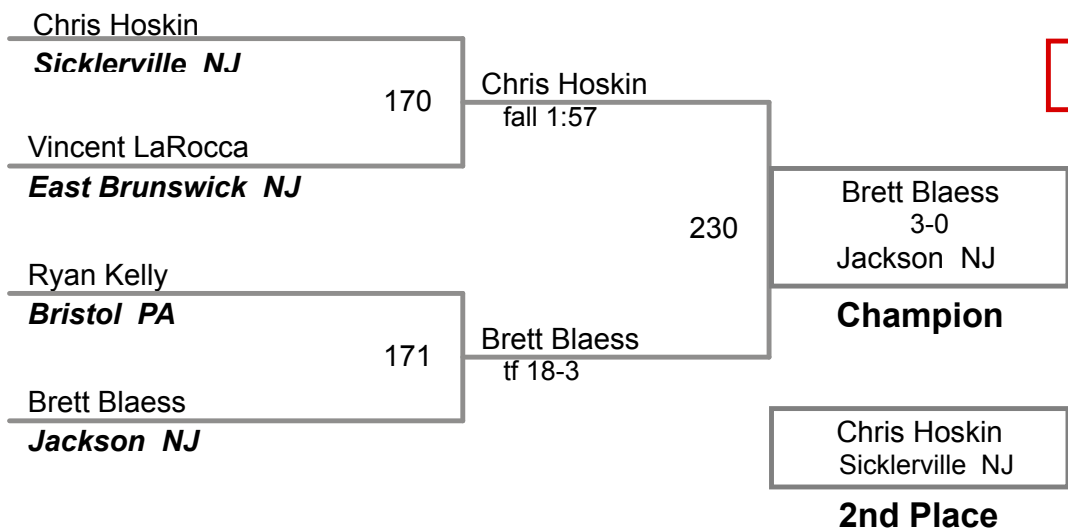 Chris Hoskin
Sicklerville NJ
170
Chris Hoskin
fall 1:57
Vincent LaRocca
East Brunswick NJ
230
Brett Blaess
3-0
Jackson NJ
Champion
Ryan Kelly
Bristol PA
171
Brett Blaess
tf 18-3
Brett Blaess
Jackson NJ
Chris Hoskin
Sicklerville NJ
2nd Place